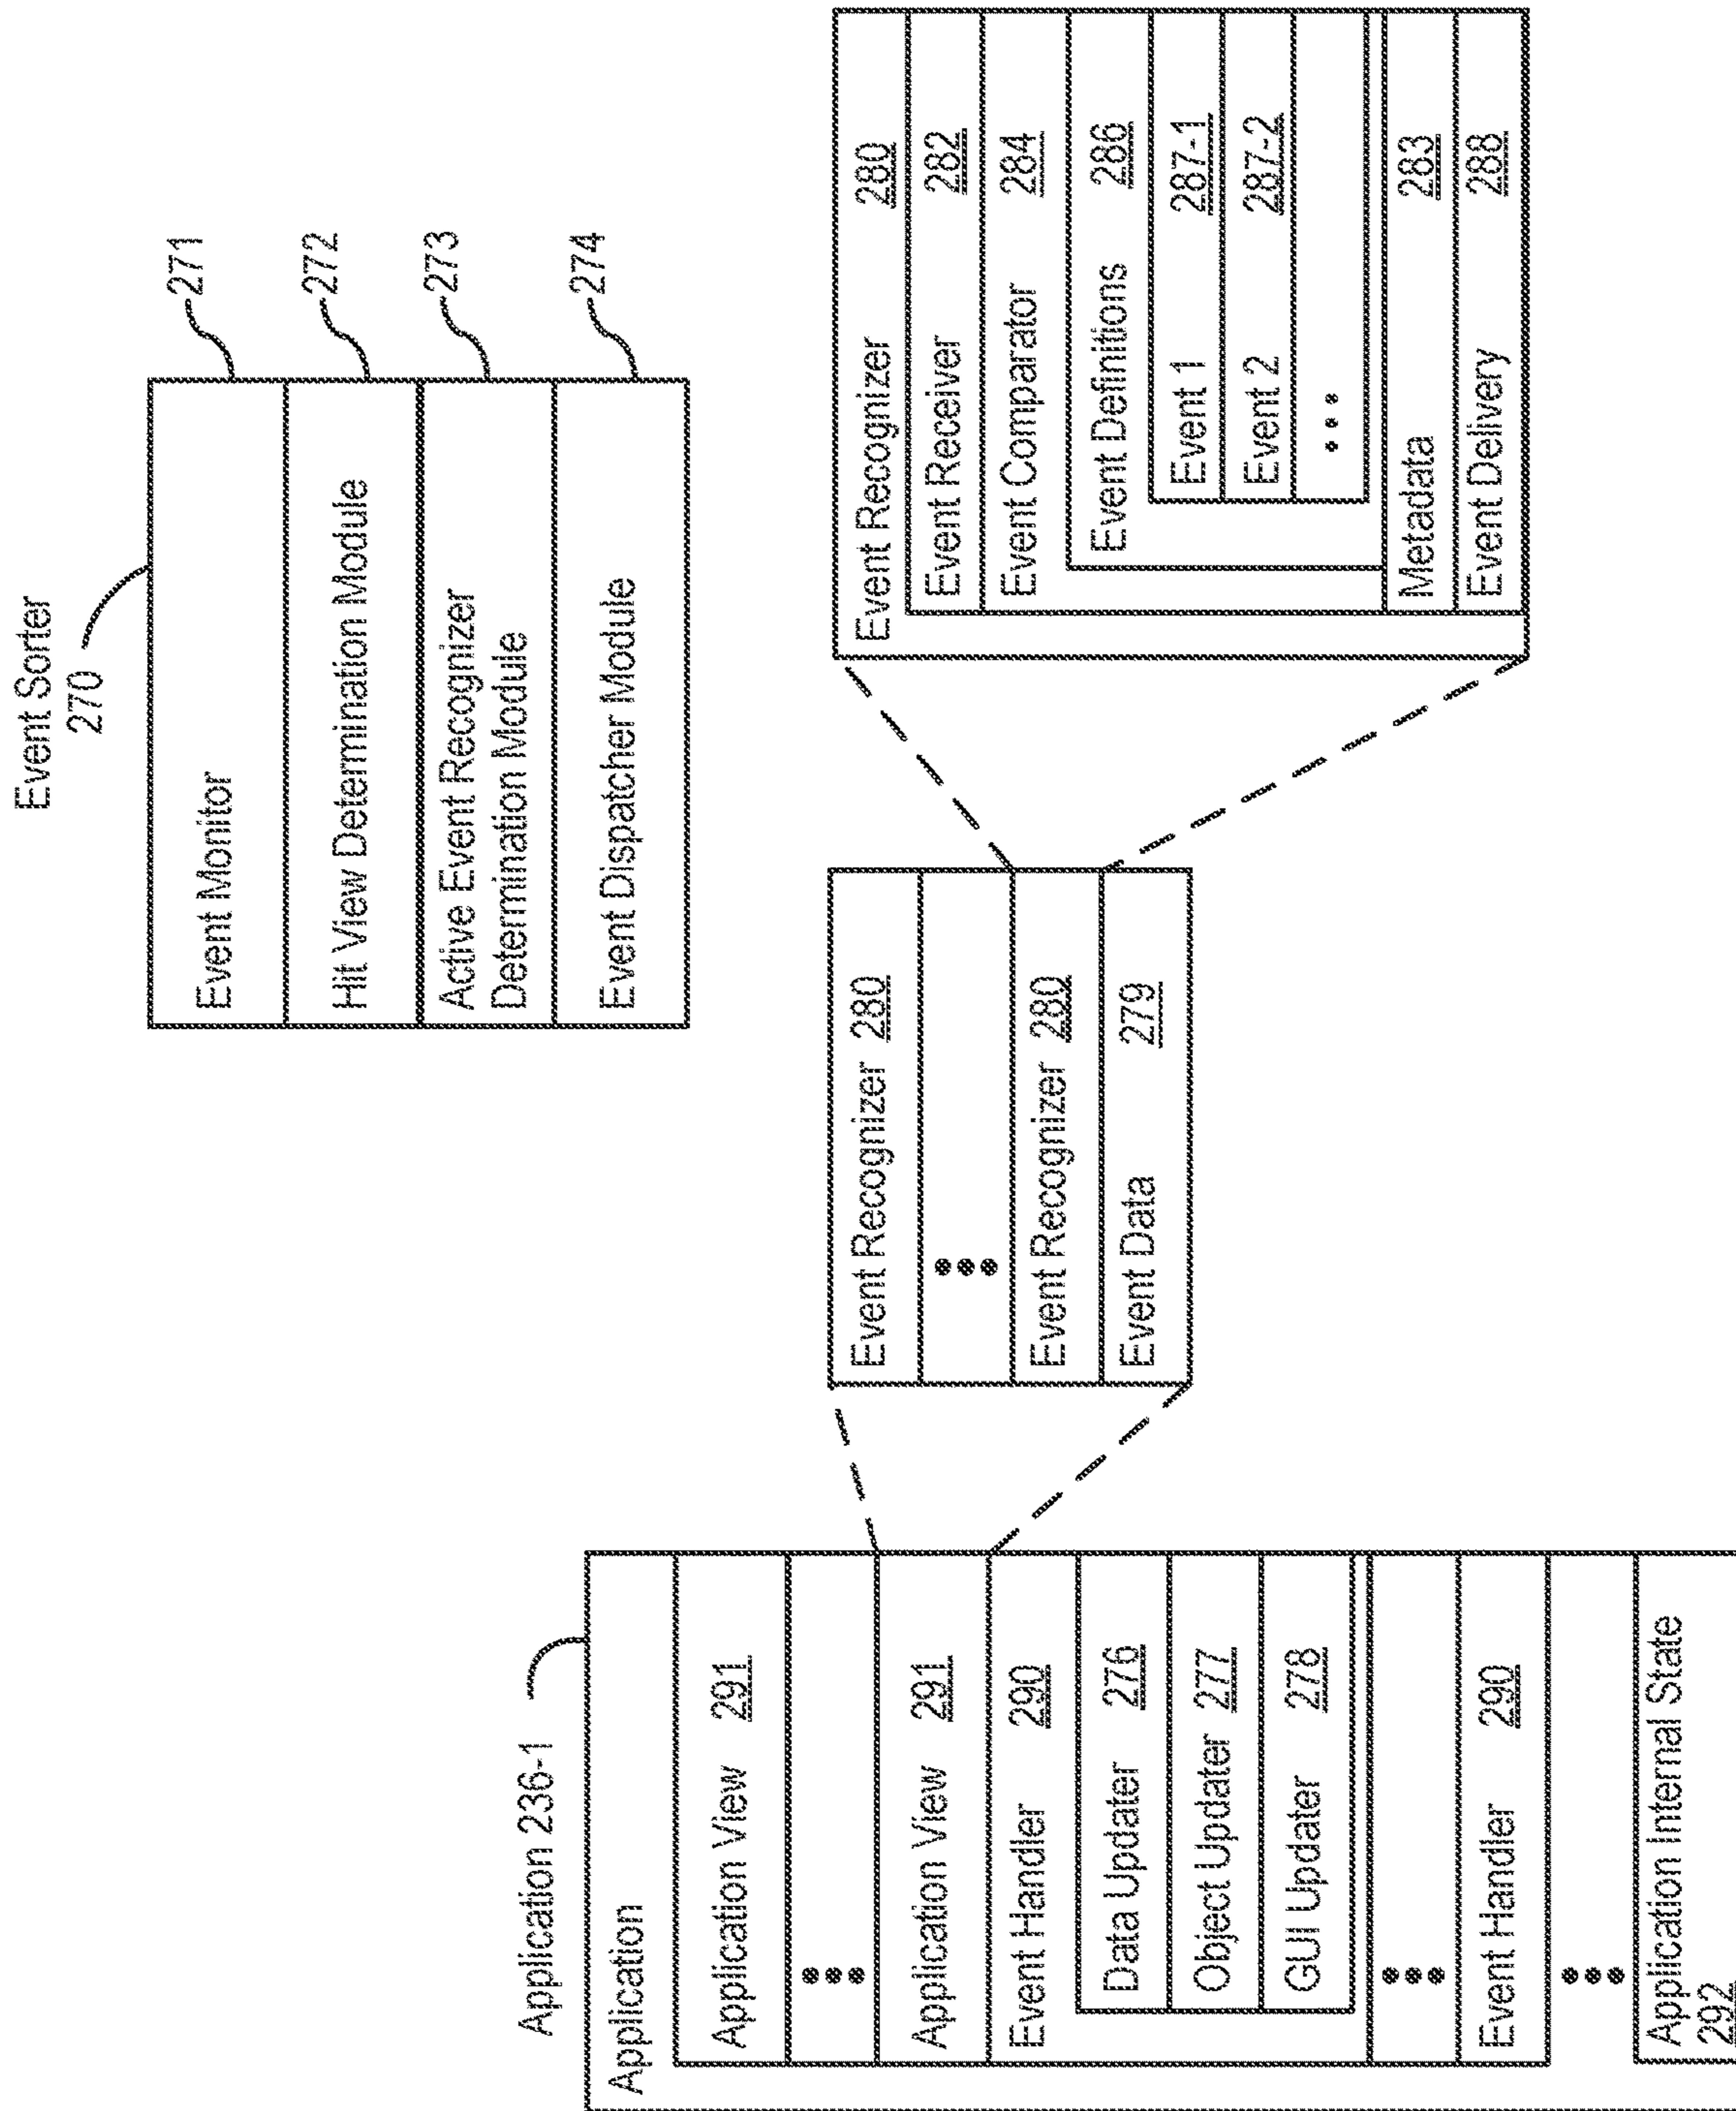 Event Sorter
270
Event Monitor
271
Hit View Determination Module
272
Active Event Recognizer
Determination Module
273
Event Dispatcher Module
274
Application 236-1
Application
Application View 291
•••
Application View 291
Event Handler 290
Data Updater 276
Object Updater 277
GUI Updater 278
•••
Event Handler 290
•••
Application Internal State
292
Event Recognizer 280
•••
Event Recognizer 280
Event Data 279
Event Recognizer 280
Event Receiver 282
Event Comparator 284
Event Definitions 286
Event 1 287-1
Event 2 287-2
•••
Metadata 283
Event Delivery 288